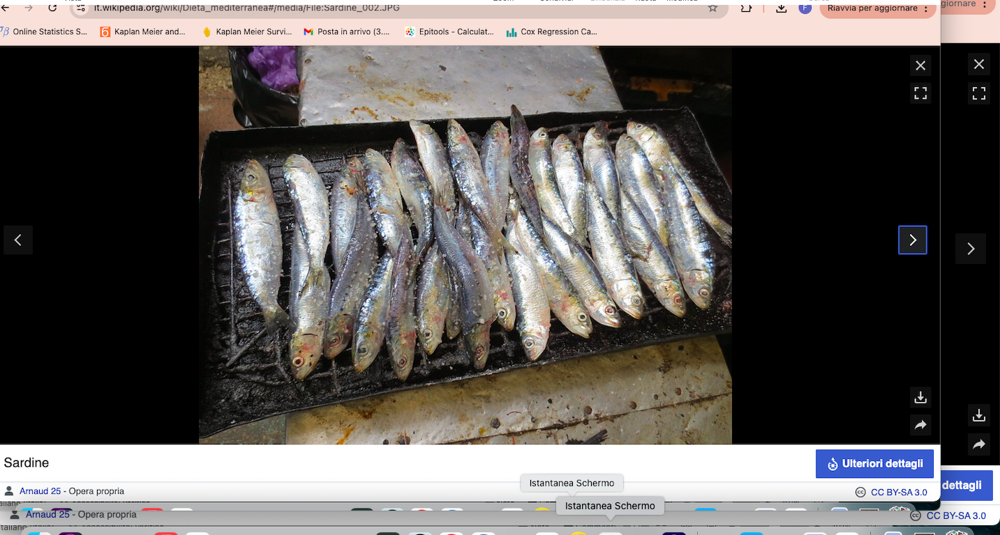 it.wikipedia.org/wiki/Dieta_mediterranea#/media/File:Sardine_002.JPG
Riavvia per aggiornare
giornare
Online Statistics S...
Kaplan Meier and...
Kaplan Meier Survi...
Posta in arrivo (3....
Epitools - Calculat...
Cox Regression Ca...
Sardine
Ulteriori dettagli
dettagli
Istantanea Schermo
Arnaud 25 - Opera propria
CC BY-SA 3.0
Istantanea Schermo
Arnaud 25 - Opera propria
CC BY-SA 3.0